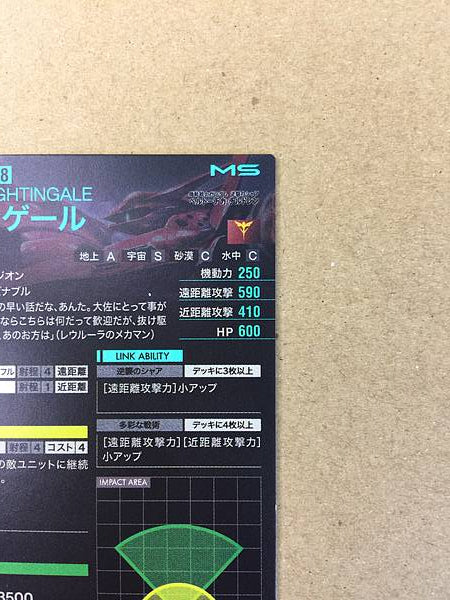 8
MS
GHTINGALE
機動戦士ガンダム 逆襲のシャア
ベルトーチカ・チルドレン
ゲール
地上 A 宇宙 S 砂漠 C 水中 C
ジオン
機動力 250
ナブル
遠距離攻撃 590
の早い話だな、あんた。大佐にとって事が
ならこちらは何だって歓迎だが、抜け駆
近距離攻撃 410
、あのお方は」(レウルーラのメカマン)
HP 600
LINK ABILITY
フル 射程 4 遠距離
逆襲のシャア デッキに3枚以上
射程 1 近距離
[遠距離攻撃力]小アップ
多彩な戦術 デッキに4枚以上
射程 4 コスト 4
[遠距離攻撃力][近距離攻撃力]
小アップ
の敵ユニットに継続
。
IMPACT AREA
3500